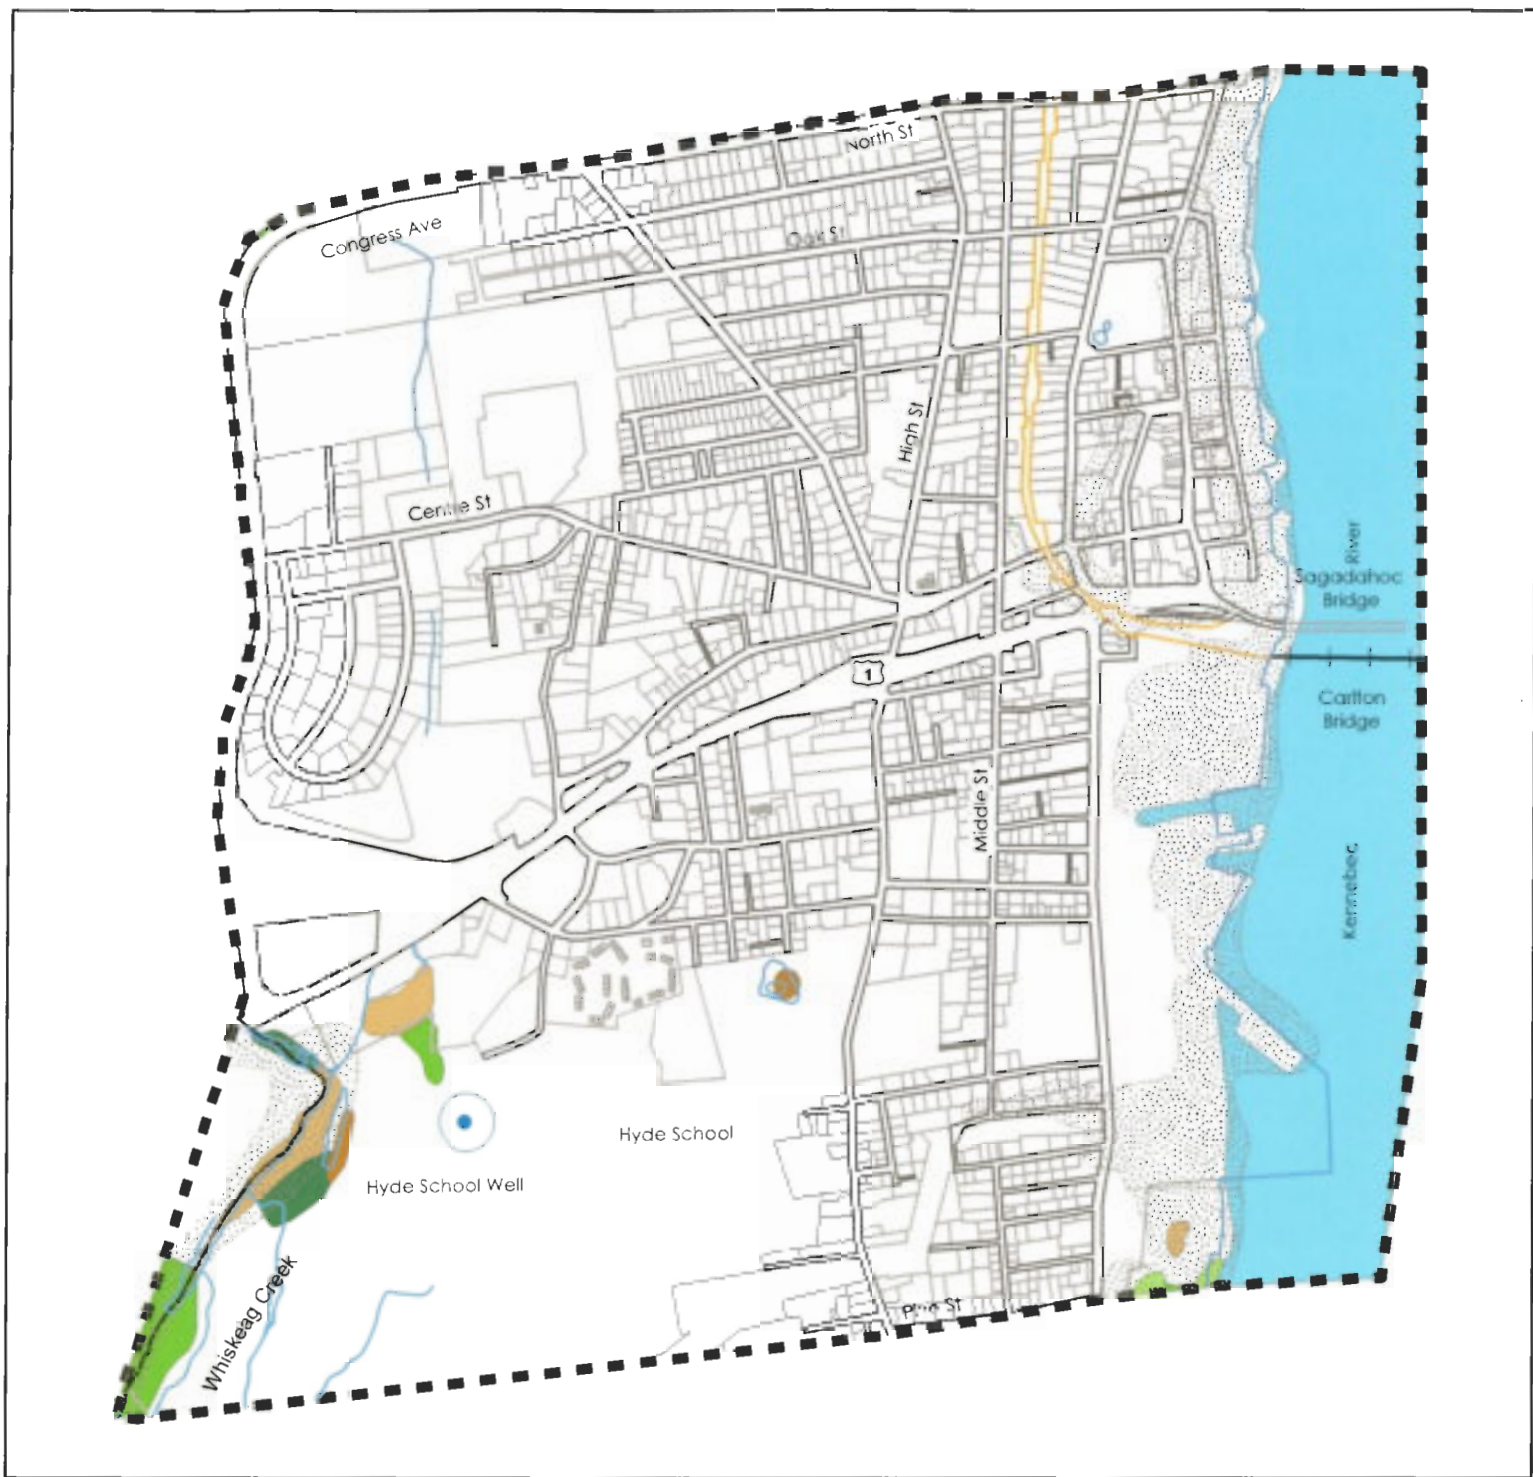 North St
Congress Ave
Oak St
High St
Centre St
River
Sagadahoc
Bridge
1
Carlton
Bridge
Middle St
Kennebec
Hyde School
Hyde School Well
Whiskeag Creek
St